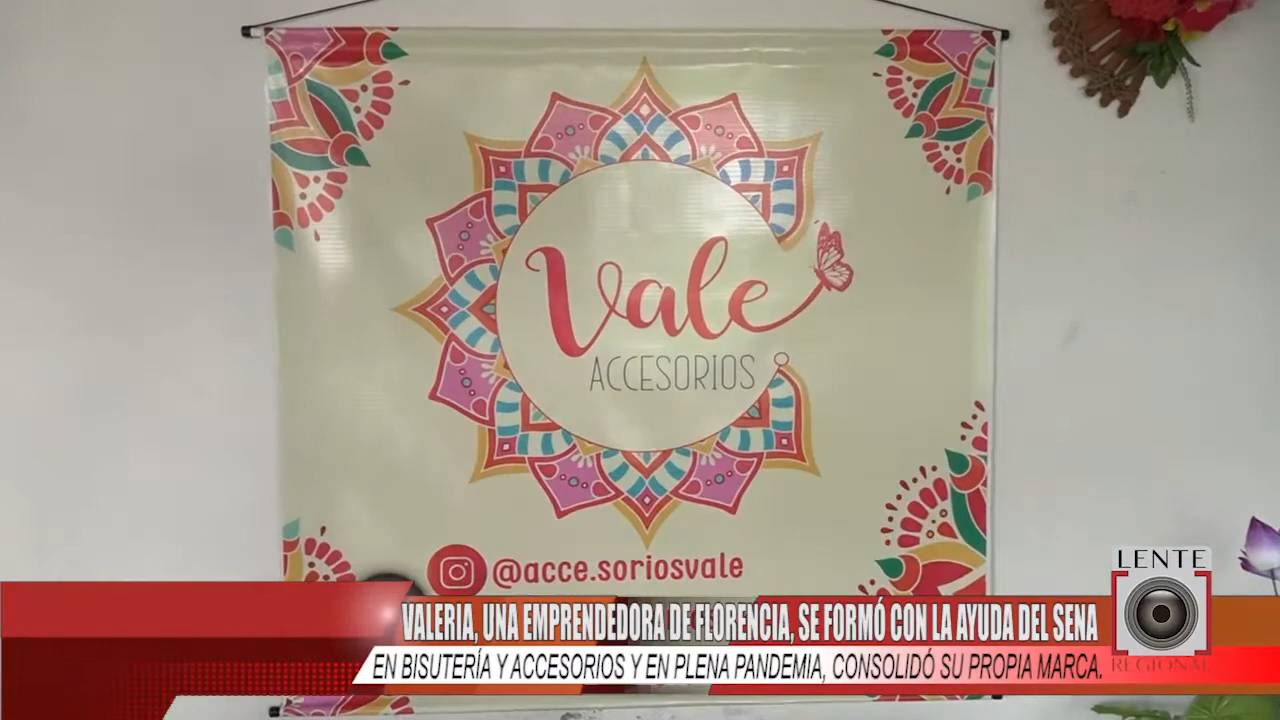 Vale
ACCESORIOS
@acce.soriosvale
LENTE
REGIONAL
VALERIA, UNA EMPRENDEDORA DE FLORENCIA, SE FORMÓ CON LA AYUDA DEL SENA
EN BISUTERÍA Y ACCESORIOS Y EN PLENA PANDEMIA, CONSOLIDÓ SU PROPIA MARCA.